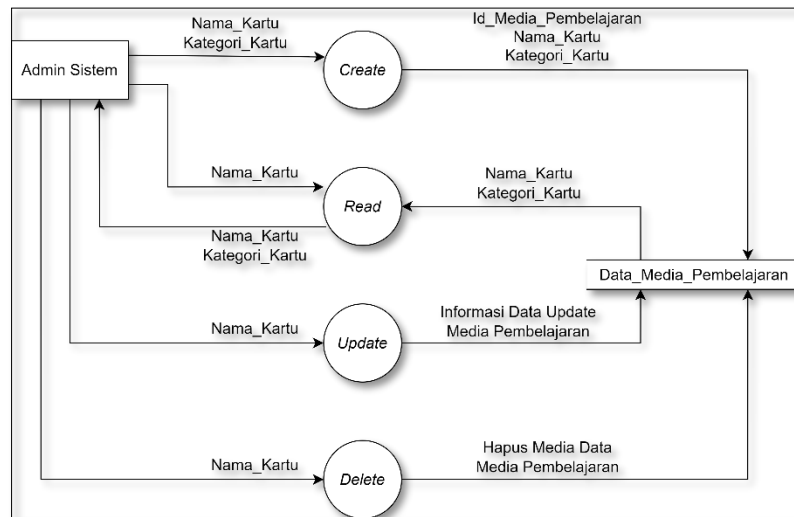 Nama_Kartu
Kategori_Kartu
Id_Media_Pembelajaran
Nama_Kartu
Kategori_Kartu
Admin Sistem
Create
Nama_Kartu
Nama_Kartu
Kategori_Kartu
Read
Nama_Kartu
Kategori_Kartu
Data_Media_Pembelajaran
Nama_Kartu
Update
Informasi Data Update
Media Pembelajaran
Nama_Kartu
Delete
Hapus Media Data
Media Pembelajaran